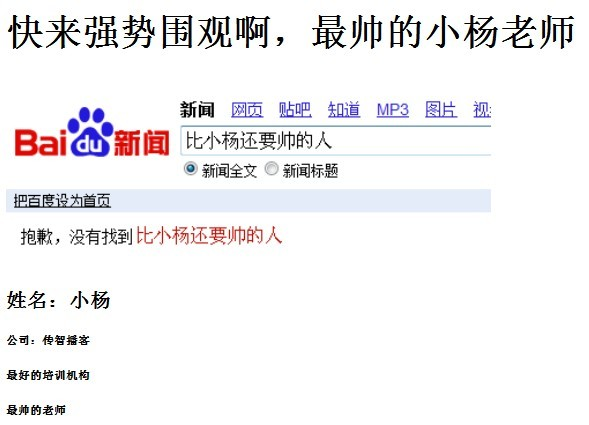 快来强势围观啊，最帅的小杨老师
新闻 网页 贴吧 知道 MP3 图片 视
Baidu新闻
比小杨还要帅的人
新闻全文 新闻标题
把百度设为首页
抱歉，没有找到比小杨还要帅的人
姓名：小杨
公司：传智播客
最好的培训机构
最帅的老师